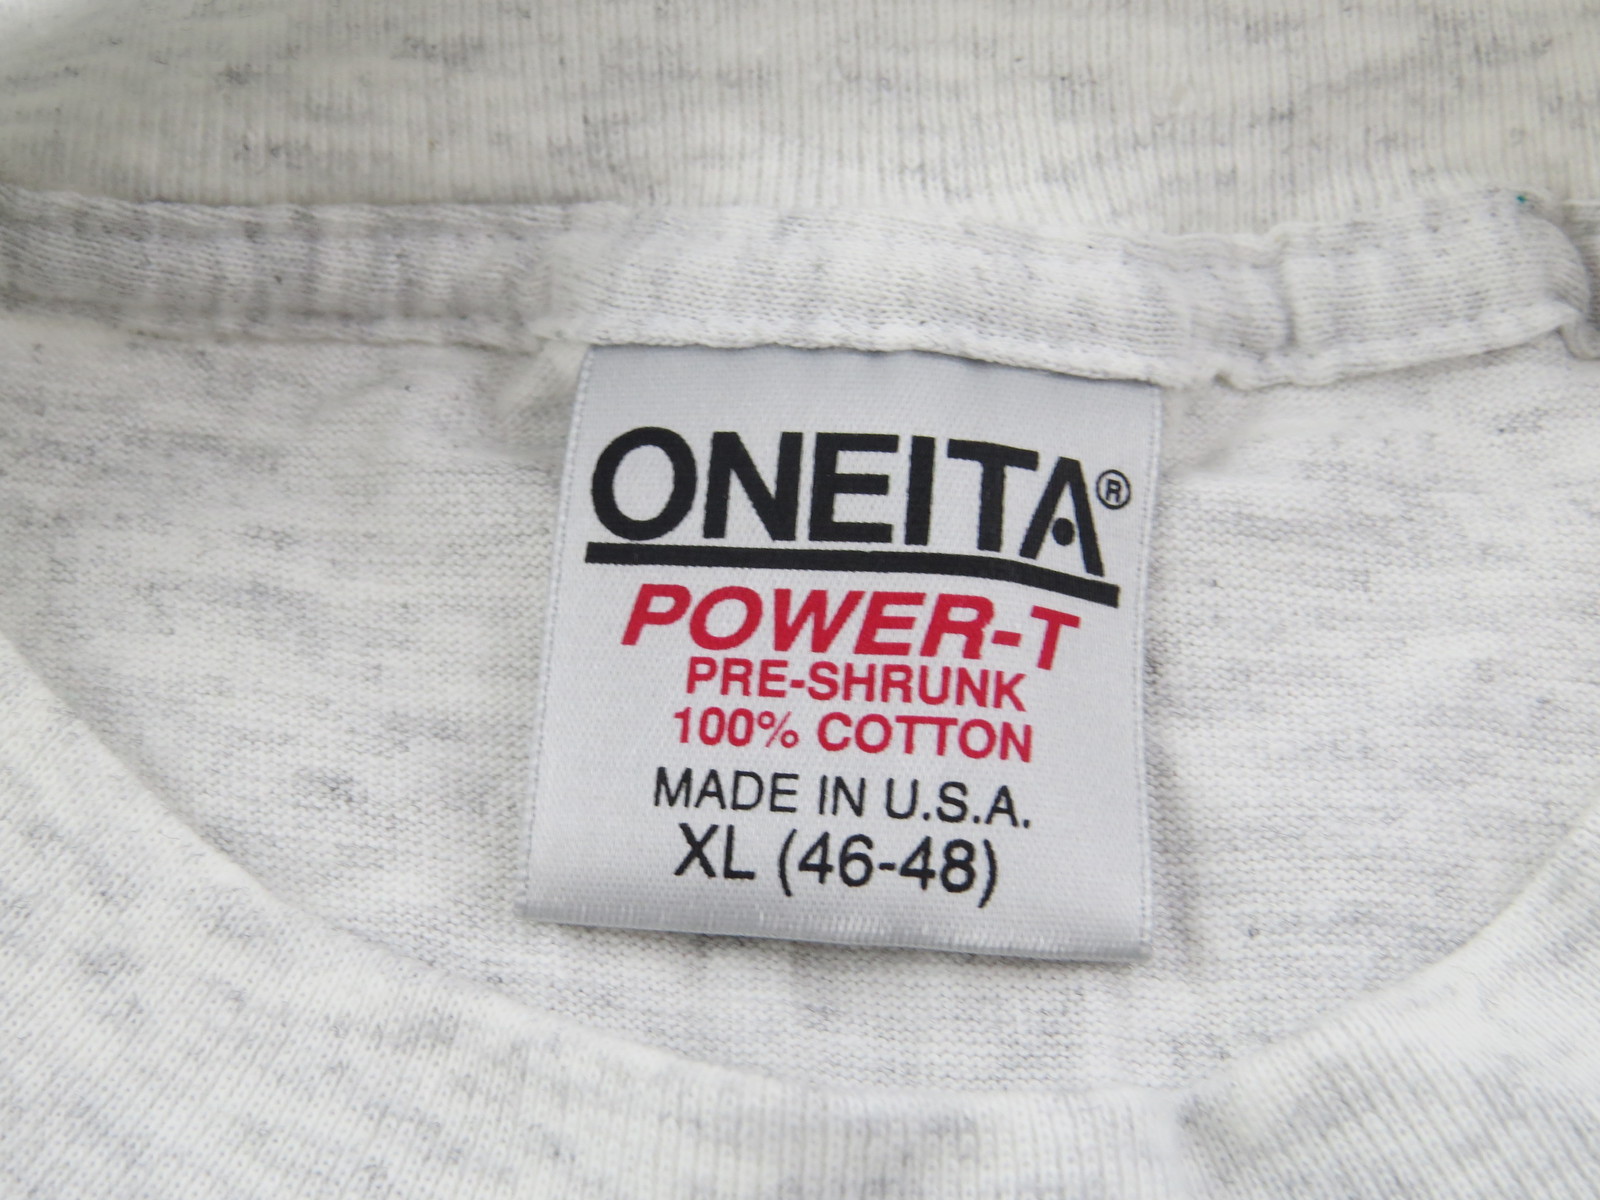 ONEITA®
POWER-T
PRE-SHRUNK
100% COTTON
MADE IN U.S.A.
XL (46-48)